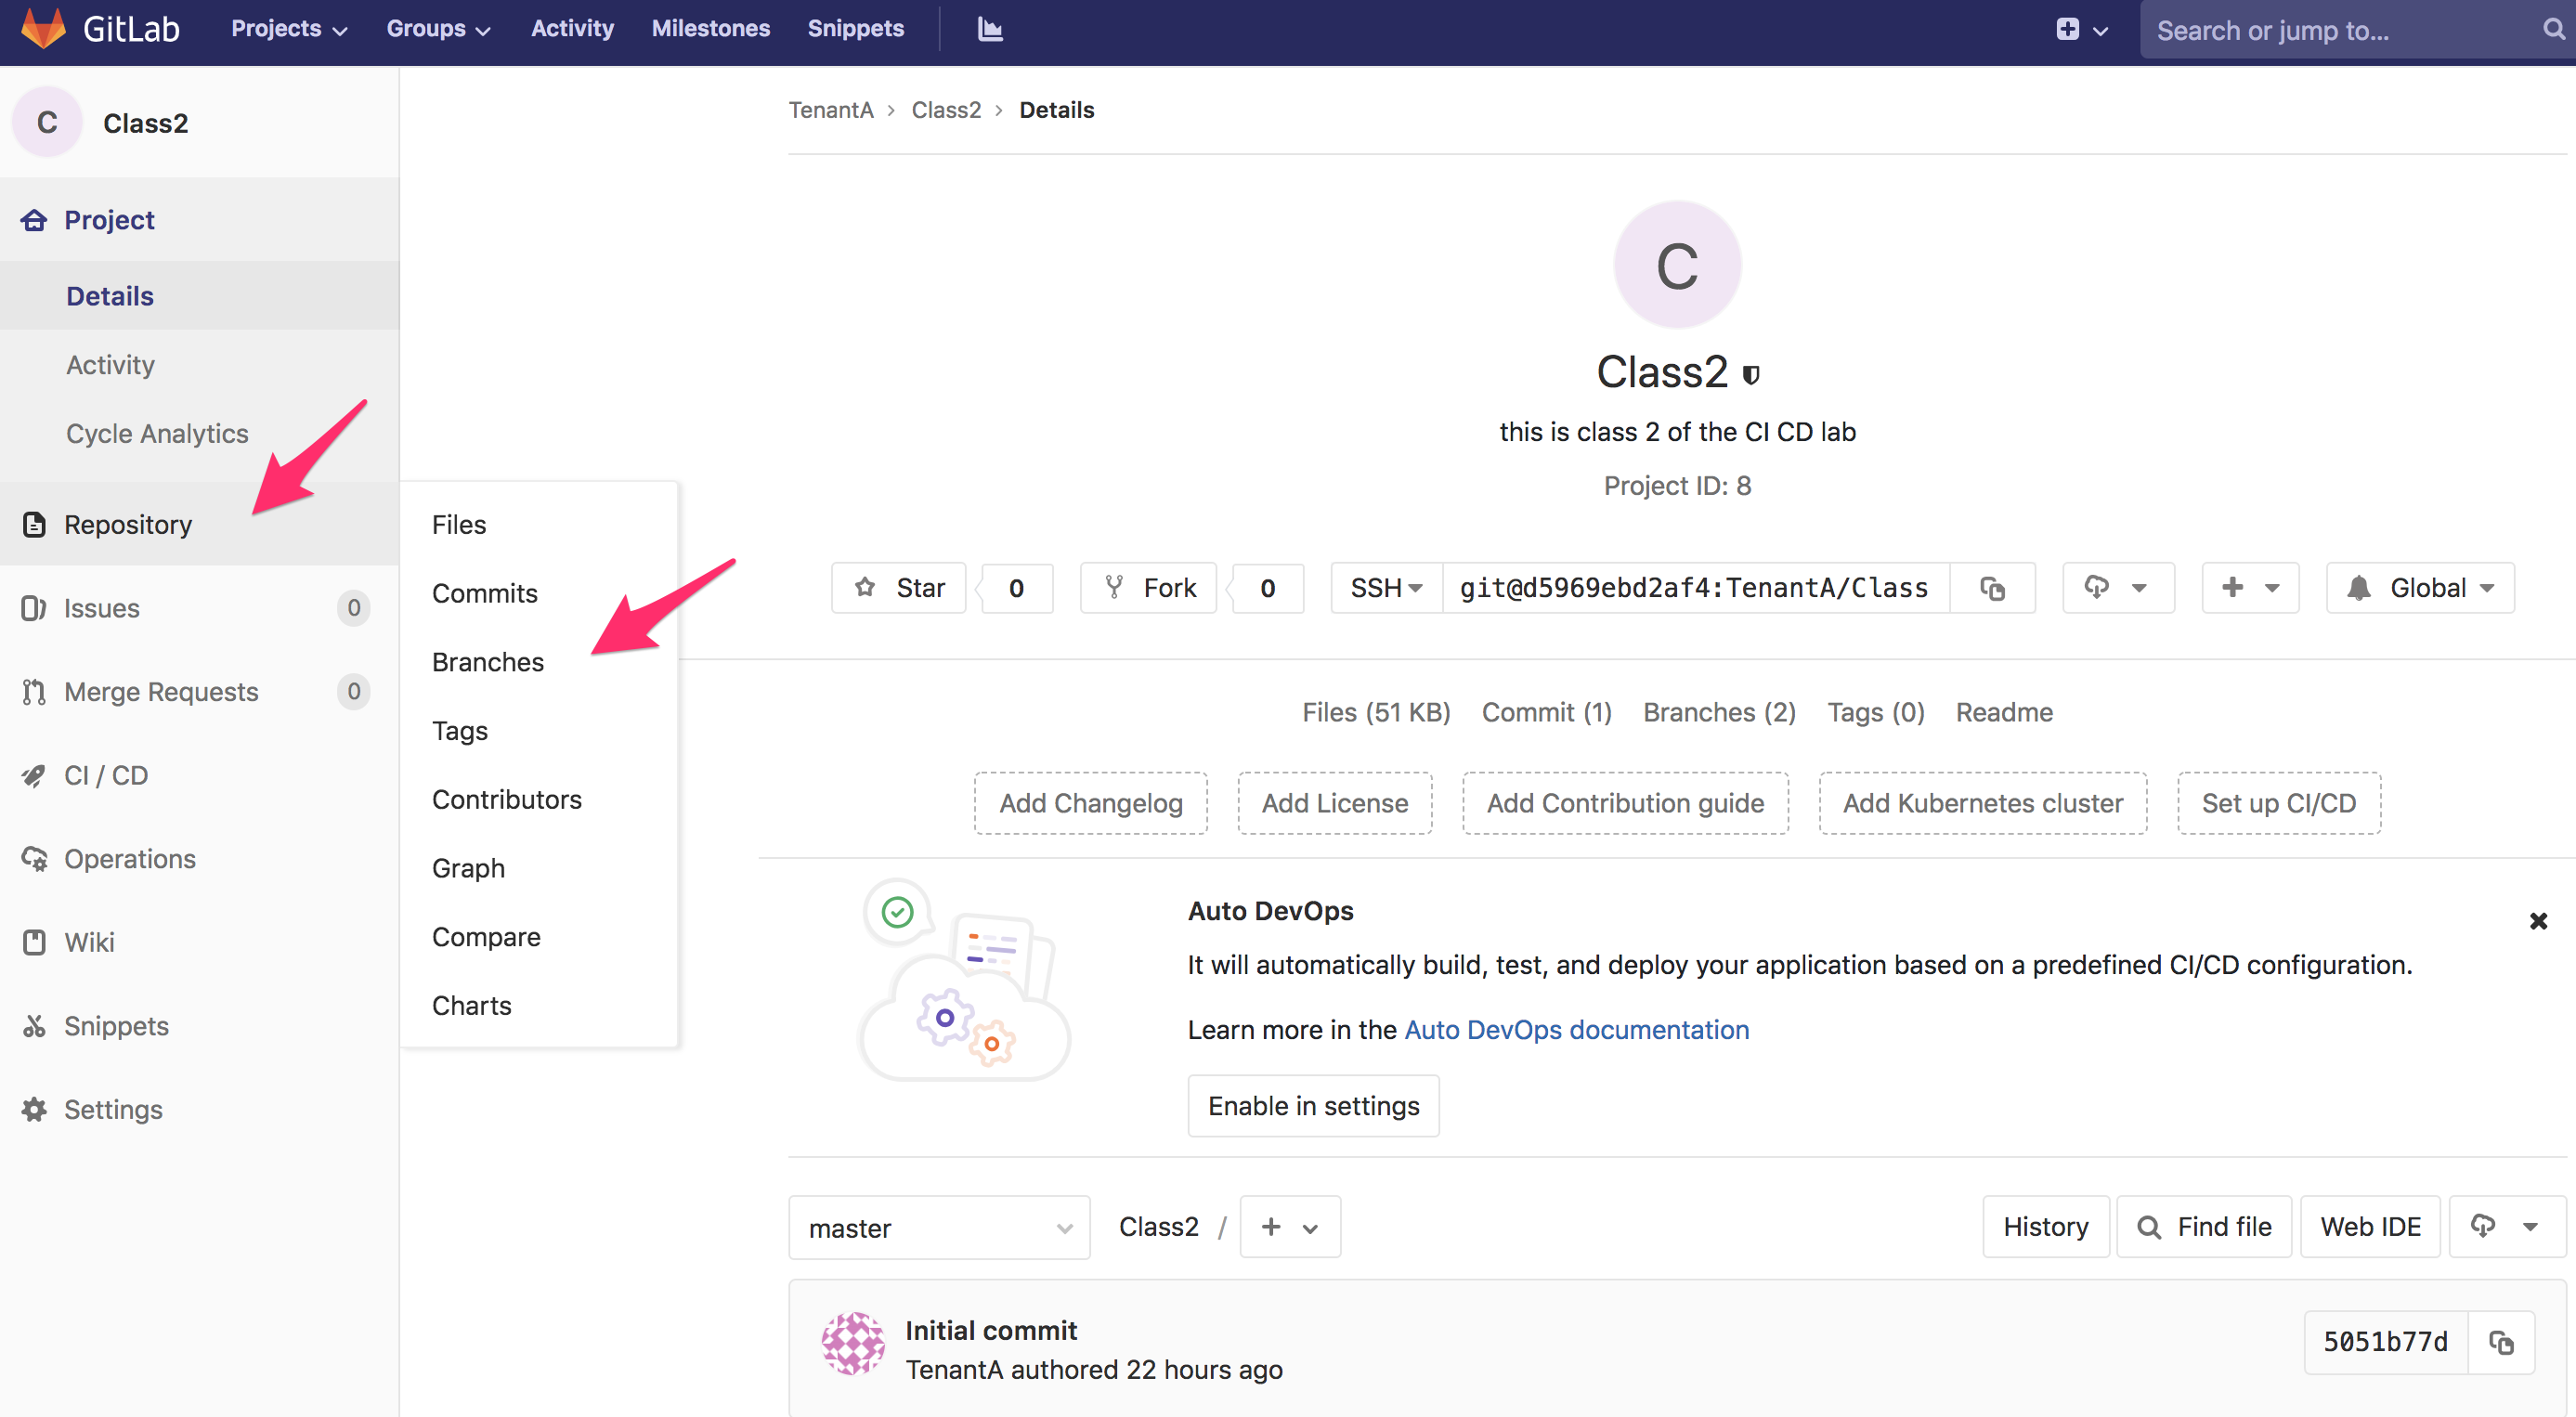 GitLab Projects Groups Activity Milestones Snippets Search or jump to...
C Class2
Project
Details
Activity
Cycle Analytics
Repository
Issues 0
Merge Requests 0
CI / CD
Operations
Wiki
Snippets
Settings
Files
Commits
Branches
Tags
Contributors
Graph
Compare
Charts
TenantA > Class2 > Details
C
Class2
this is class 2 of the CI CD lab
Project ID: 8
Star 0 Fork 0 SSH git@d5969ebd2af4:TenantA/Class Global
Files (51 KB) Commit (1) Branches (2) Tags (0) Readme
Add Changelog Add License Add Contribution guide Add Kubernetes cluster Set up CI/CD
Auto DevOps
It will automatically build, test, and deploy your application based on a predefined CI/CD configuration.
Learn more in the Auto DevOps documentation
Enable in settings
master Class2 / + History Find file Web IDE
Initial commit
TenantA authored 22 hours ago
5051b77d